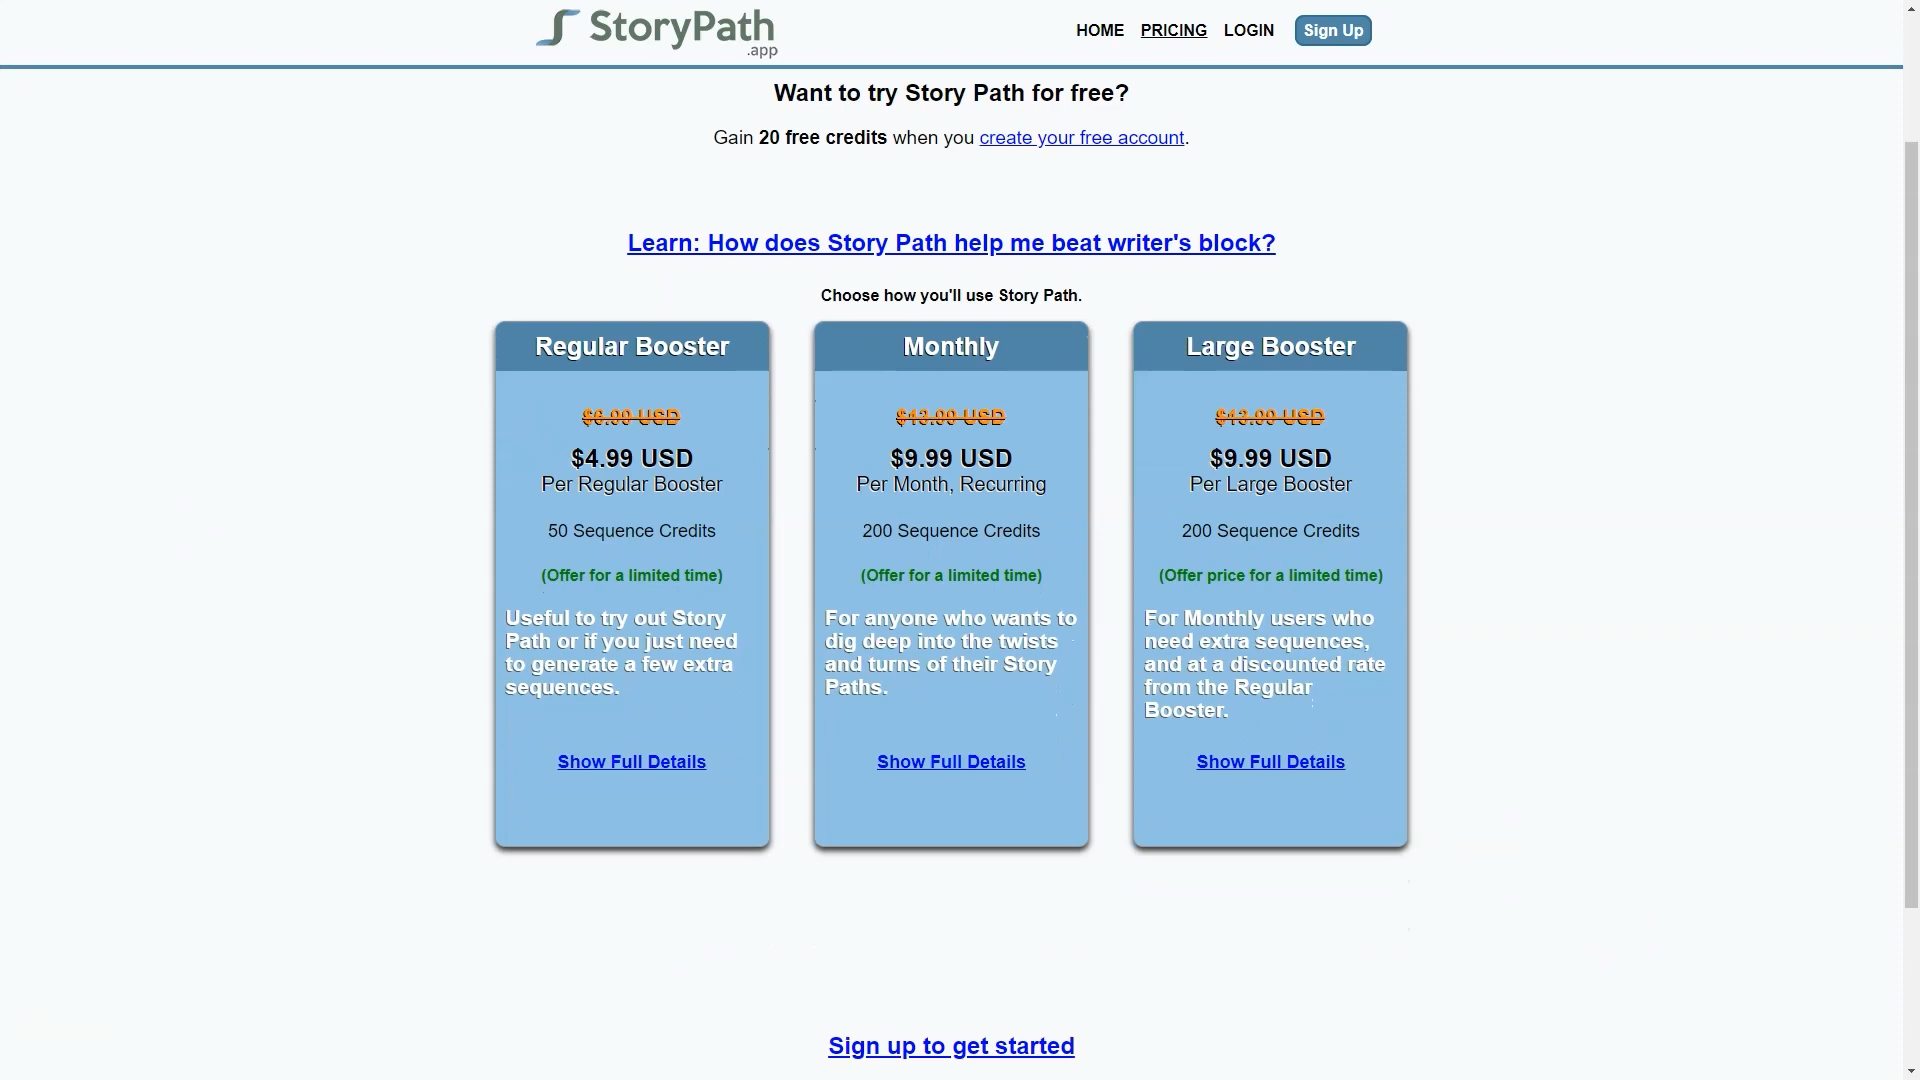 StoryPath
.app
HOME PRICING LOGIN Sign Up
Want to try Story Path for free?
Gain 20 free credits when you create your free account.
Learn: How does Story Path help me beat writer's block?
Choose how you'll use Story Path.
Regular Booster
$6.99 USD
$4.99 USD
Per Regular Booster
50 Sequence Credits
(Offer for a limited time)
Useful to try out Story
Path or if you just need
to generate a few extra
sequences.
Show Full Details
Monthly
$13.99 USD
$9.99 USD
Per Month, Recurring
200 Sequence Credits
(Offer for a limited time)
For anyone who wants to
dig deep into the twists
and turns of their Story
Paths.
Show Full Details
Large Booster
$13.99 USD
$9.99 USD
Per Large Booster
200 Sequence Credits
(Offer price for a limited time)
For Monthly users who
need extra sequences,
and at a discounted rate
from the Regular
Booster.
Show Full Details
Sign up to get started